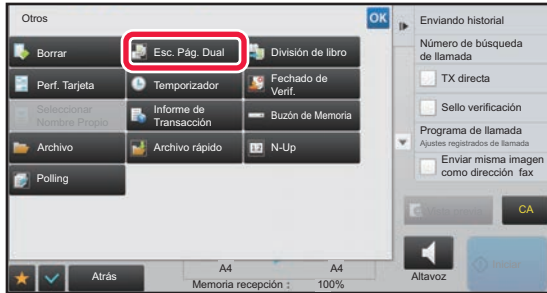 Otros
OK
Borrar
Esc. Pág. Dual
División de libro
Perf. Tarjeta
Temporizador
Fechado de
Verif.
Seleccionar
Nombre Propio
Informe de
Transacción
Buzón de Memoria
Archivo
Archivo rápido
N-Up
Polling
Atrás
A4
A4
Memoria recepción :
100%
Enviando historial
Número de búsqueda
de llamada
TX directa
Sello verificación
Programa de llamada
Ajustes registrados de llamada
Enviar misma imagen
como dirección fax
CA
Altavoz